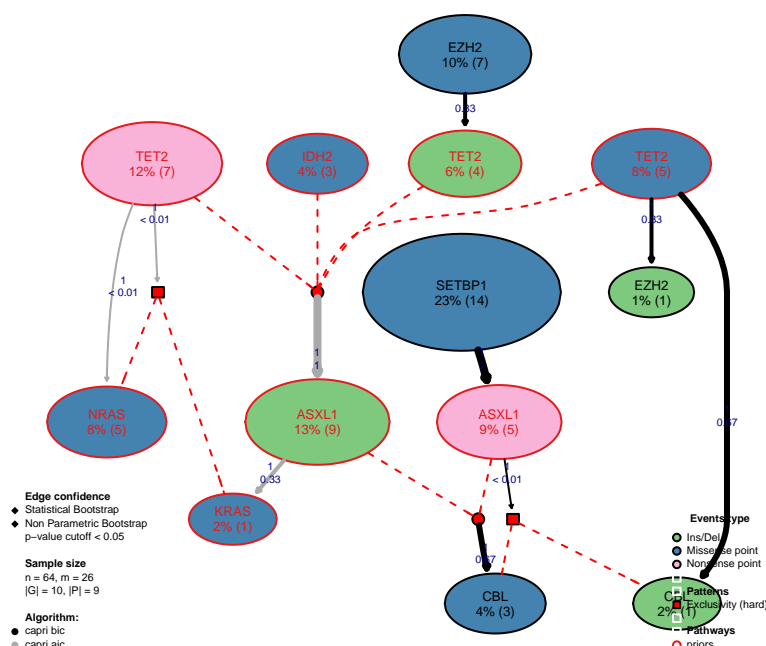 EZH2
10% (7)
0.33
TET2
12% (7)
IDH2
4% (3)
TET2
6% (4)
TET2
8% (5)
1
< 0.01
0.33
1
< 0.01
SETBP1
23% (14)
EZH2
1% (1)
1
1
NRAS
8% (5)
ASXL1
13% (9)
ASXL1
9% (5)
1
0.33
1
< 0.01
KRAS
2% (1)
CBL
4% (3)
CBL
2% (1)
Edge confidence
Statistical Bootstrap
Non Parametric Bootstrap
p−value cutoff < 0.05
Sample size
n = 64, m = 26
|G| = 10, |P| = 9
Algorithm:
capri bic
capri aic
Events type
Ins/Del
Missense point
Nonsense point
Patterns
Exclusivity (hard)
Pathways
priors